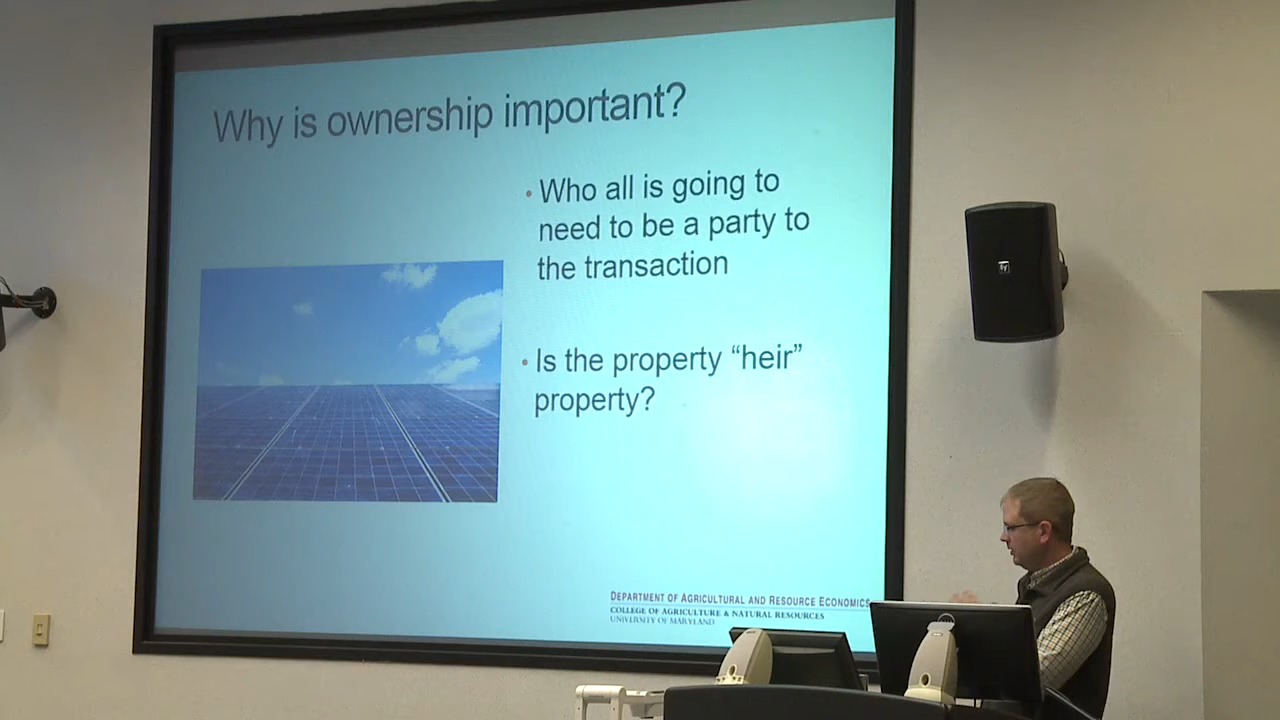 Why is ownership important?
• Who all is going to
need to be a party to
the transaction
• Is the property “heir”
property?
DEPARTMENT OF AGRICULTURAL AND RESOURCE ECONOMICS
COLLEGE OF AGRICULTURE & NATURAL RESOURCES
UNIVERSITY OF MARYLAND